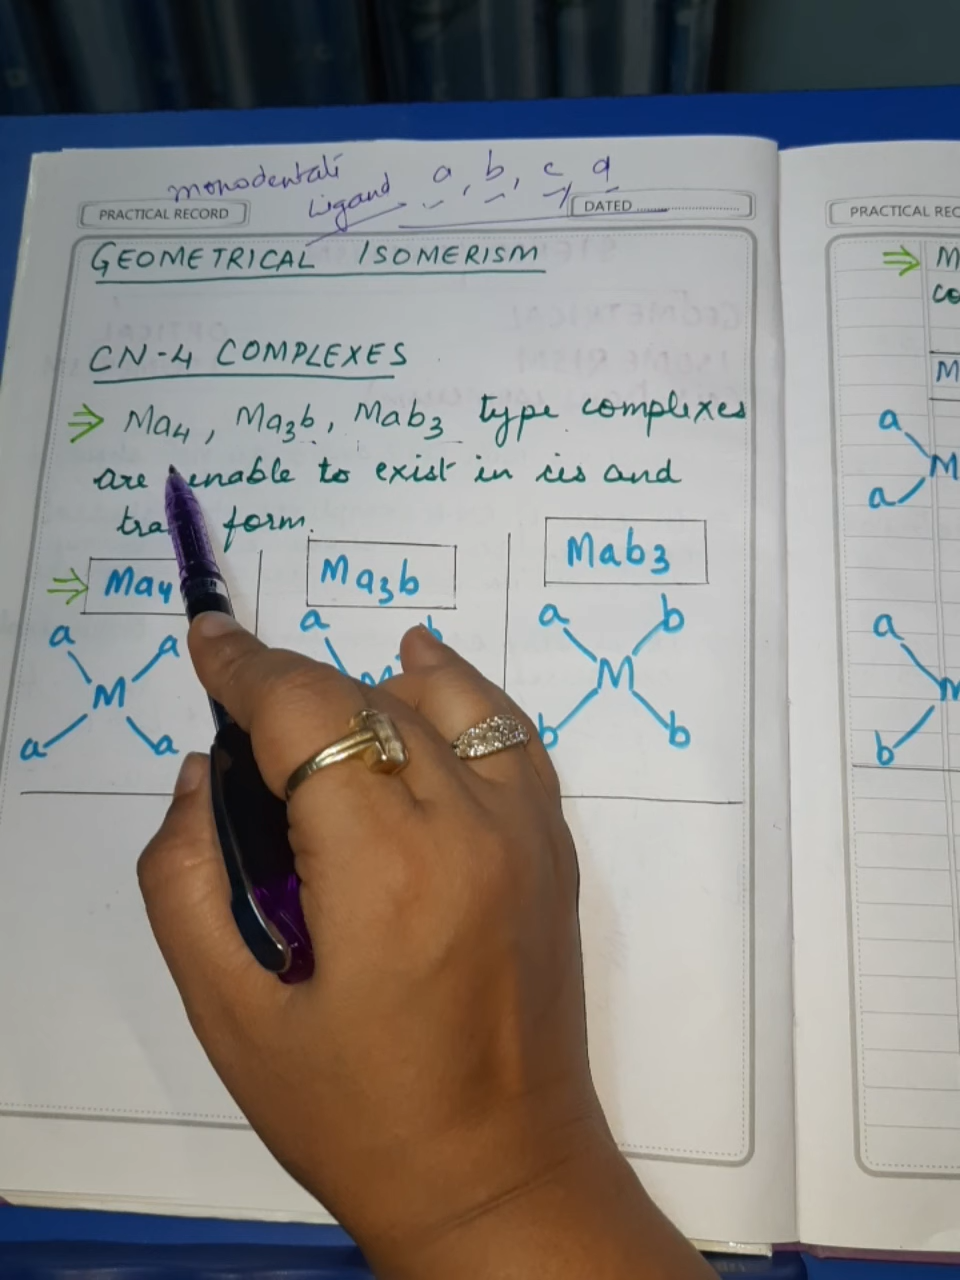 monodentate
ligand a, b, c, d
PRACTICAL RECORD
DATED
GEOMETRICAL ISOMERISM
CN-4 COMPLEXES
⇒ Ma4, Ma3b, Mab3 type complexes
are unable to exist in cis and
form.
⇒ Ma4
Ma3b
Mab3
a a
M
a a
a b
M
a b
M
b b
PRACTICAL REC
⇒ M
co
M
a
M
a
a
M
b